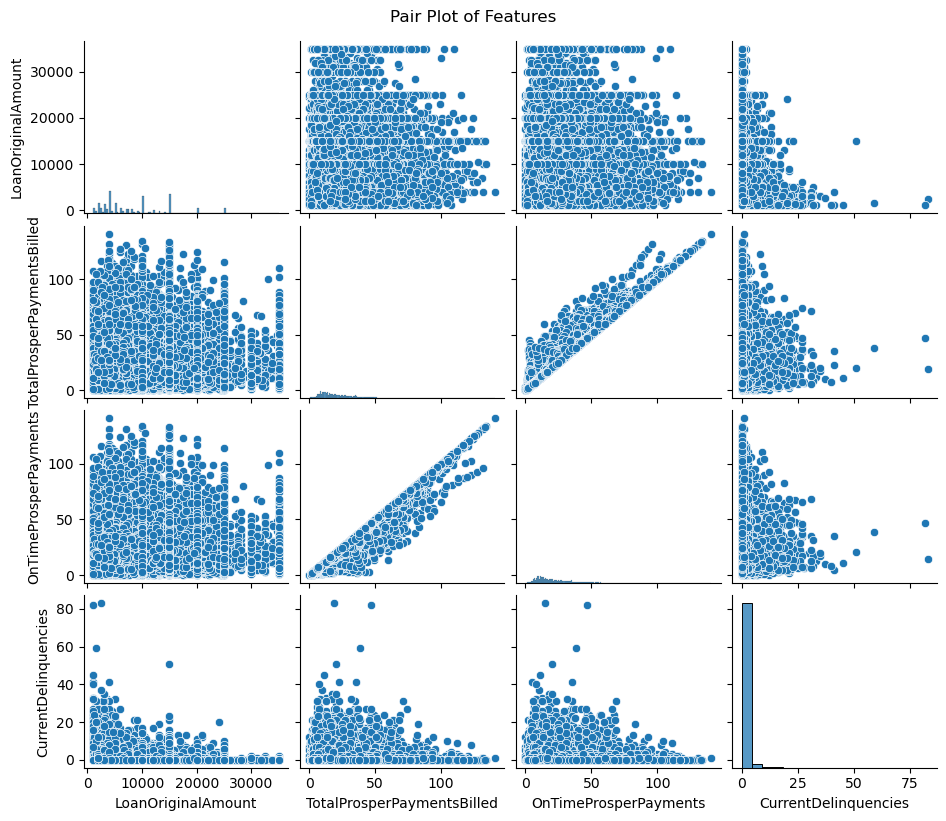 Pair Plot of Features
LoanOriginalAmount
30000
20000
10000
0
TotalProsperPaymentsBilled
100
50
0
OnTimeProsperPayments
100
50
0
CurrentDelinquencies
80
60
40
20
0
0 10000 20000 30000
0 50 100
0 50 100
0 25 50 75
LoanOriginalAmount
TotalProsperPaymentsBilled
OnTimeProsperPayments
CurrentDelinquencies